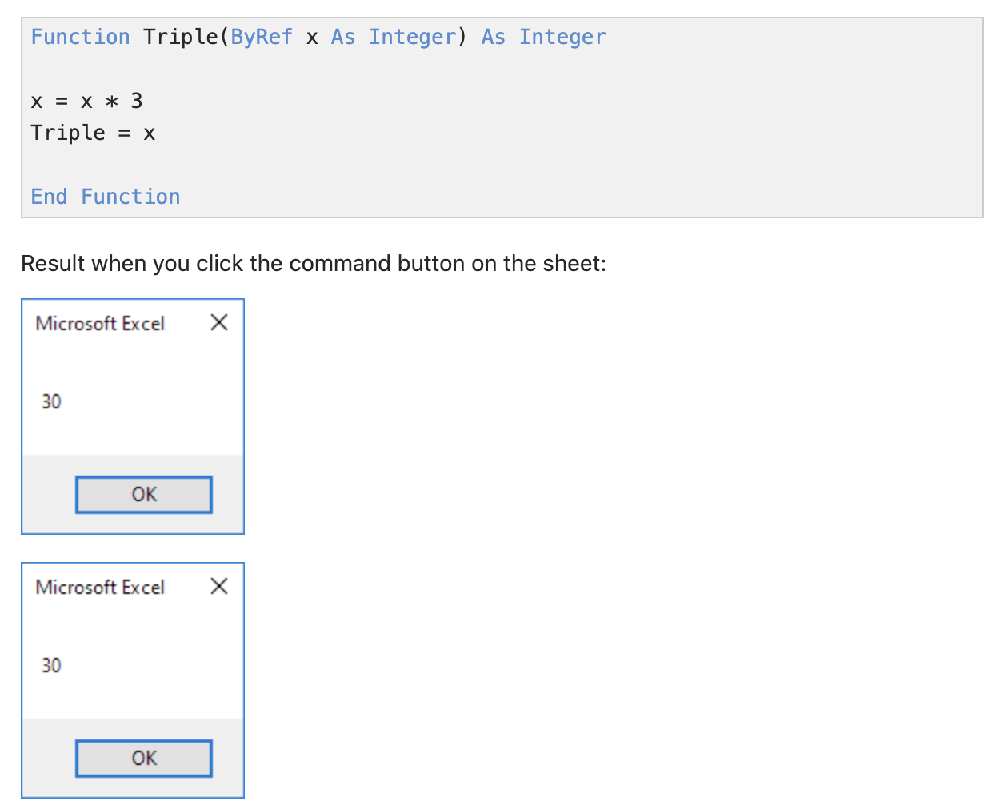 Function Triple(ByRef x As Integer) As Integer
x = x * 3
Triple = x
End Function
Result when you click the command button on the sheet:
Microsoft Excel
30
OK
Microsoft Excel
30
OK